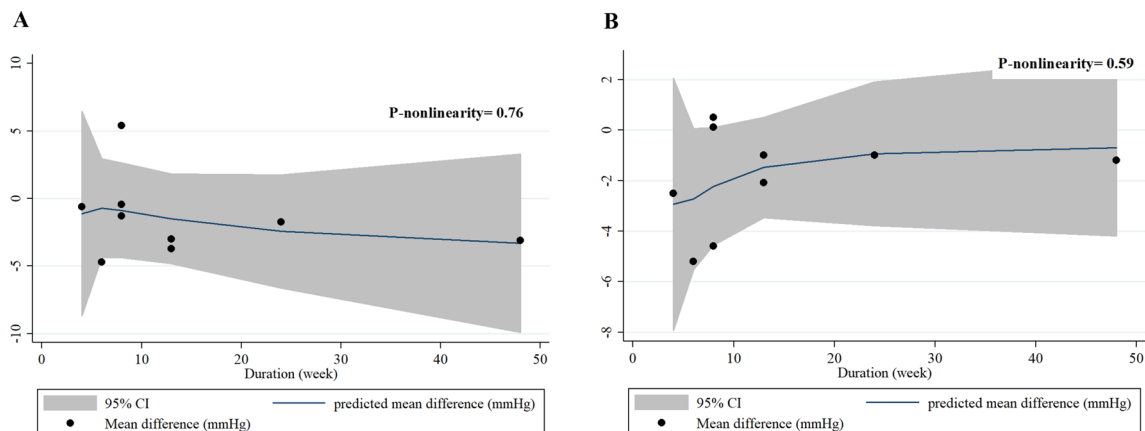 A
10
5
0
-5
-10
P-nonlinearity= 0.76
0 10 20 30 40 50
Duration (week)
95% CI predicted mean difference (mmHg)
Mean difference (mmHg)
B
2
0
-2
-4
-6
-8
P-nonlinearity= 0.59
0 10 20 30 40 50
Duration (week)
95% CI predicted mean difference (mmHg)
Mean difference (mmHg)